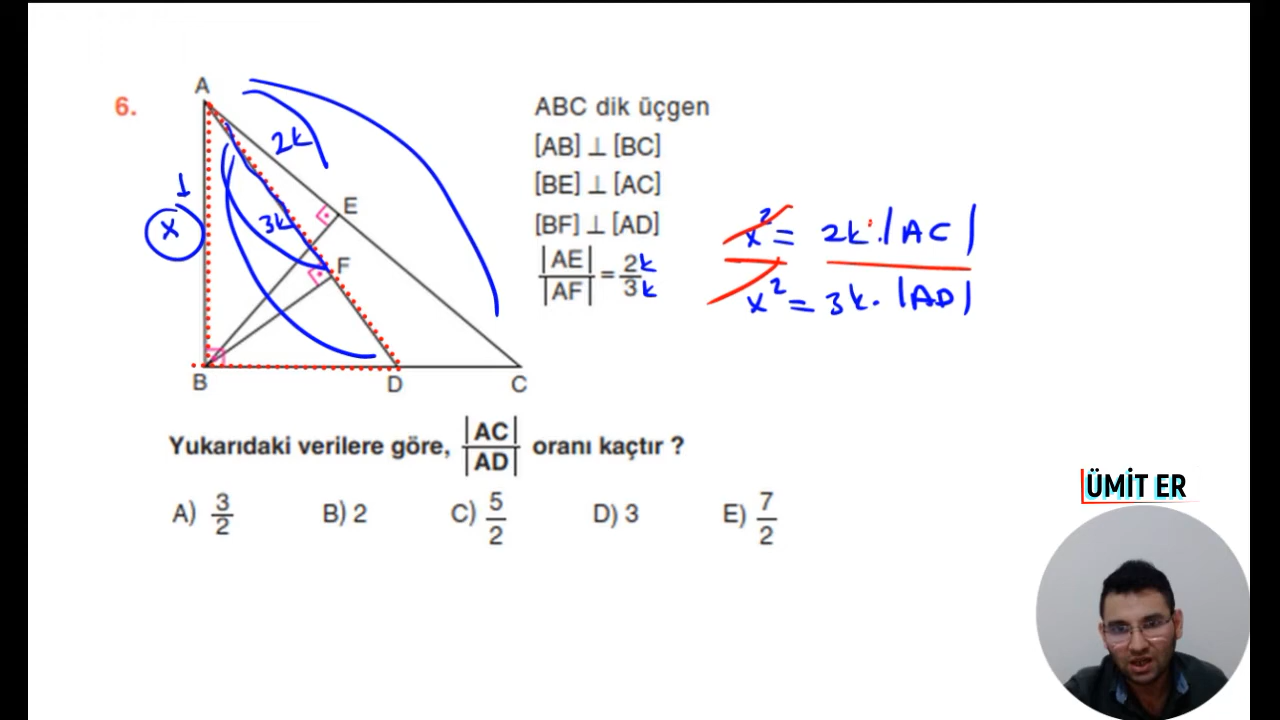 6.
A
2k
1
x
E
3k
F
B
D
C
ABC dik üçgen
[AB] ⊥ [BC]
[BE] ⊥ [AC]
[BF] ⊥ [AD]
|AE| / |AF| = 2k / 3k
x² = 2k · |AC|
x² = 3k · |AD|
Yukarıdaki verilere göre, |AC| / |AD| oranı kaçtır ?
A) 3/2 B) 2 C) 5/2 D) 3 E) 7/2
ÜMİT ER